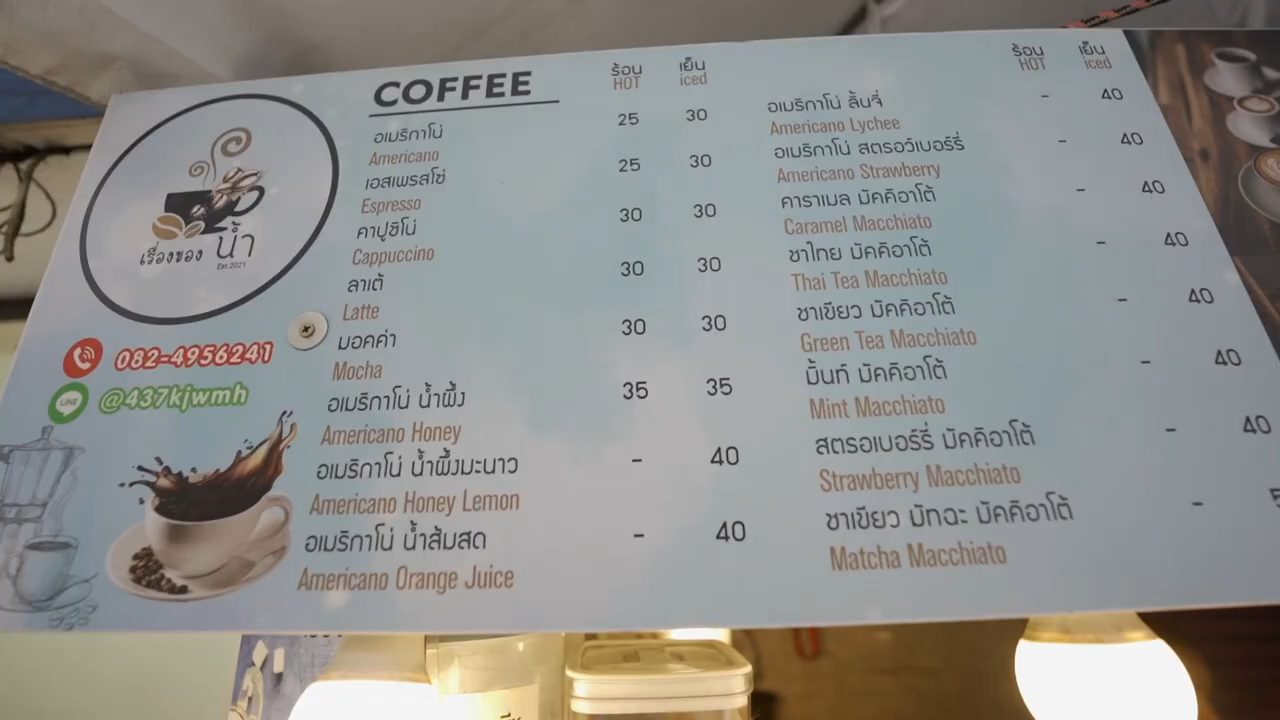 COFFEE
ร้อน เย็น
HOT iced
อเมริกาโน่ 25 30
Americano
เอสเพรสโซ่ 25 30
Espresso
คาปูชิโน่ 30 30
Cappuccino
ลาเต้ 30 30
Latte
มอคค่า 30 30
Mocha
อเมริกาโน่ น้ำผึ้ง 35 35
Americano Honey
อเมริกาโน่ น้ำผึ้งมะนาว - 40
Americano Honey Lemon
อเมริกาโน่ น้ำส้มสด - 40
Americano Orange Juice
ร้อน เย็น
HOT iced
อเมริกาโน่ ลิ้นจี่ - 40
Americano Lychee
อเมริกาโน่ สตรอว์เบอร์รี่ - 40
Americano Strawberry
คาราเมล มัคคิอาโต้ - 40
Caramel Macchiato
ชาไทย มัคคิอาโต้ - 40
Thai Tea Macchiato
ชาเขียว มัคคิอาโต้ - 40
Green Tea Macchiato
มิ้นท์ มัคคิอาโต้ - 40
Mint Macchiato
สตรอเบอร์รี่ มัคคิอาโต้ - 40
Strawberry Macchiato
ชาเขียว มัทฉะ มัคคิอาโต้ -
Matcha Macchiato
เรื่องของ น้ำ
Est.2021
082-4956241
LINE @437kjwmh